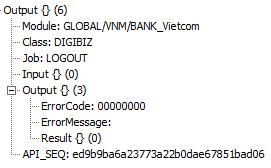 Output {} (6)
Module: GLOBAL/VNM/BANK_Vietcom
Class: DIGIBIZ
Job: LOGOUT
Input {} (0)
Output {} (3)
ErrorCode: 00000000
ErrorMessage:
Result {} (0)
API_SEQ: ed9b9ba6a23773a22b0dae67851bad06